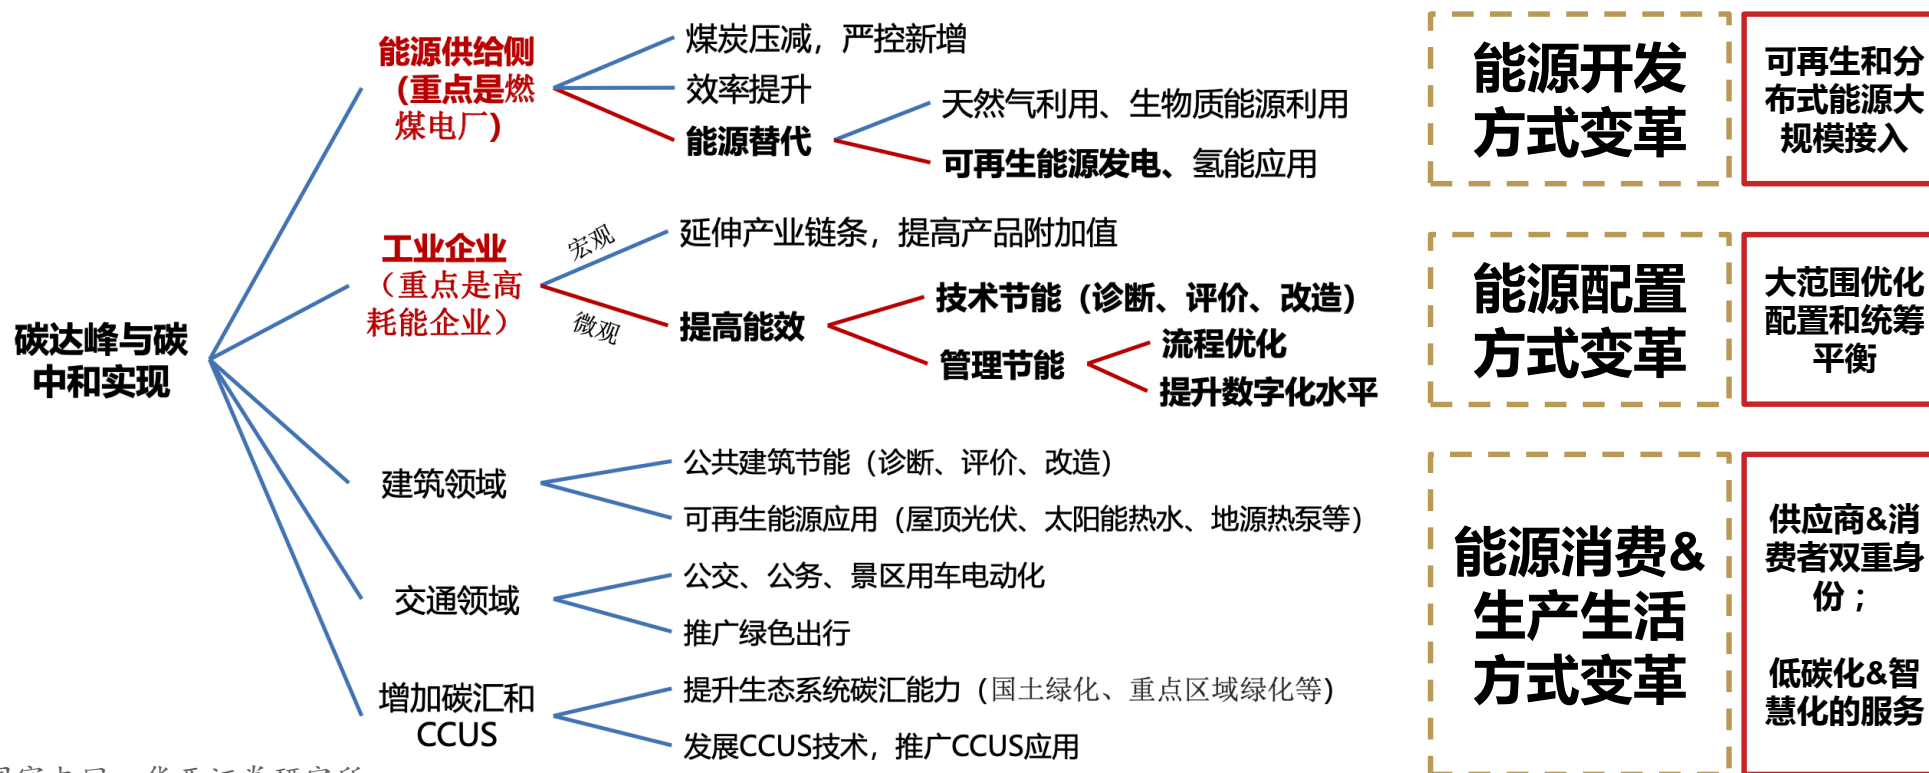 碳达峰与碳
中和实现
能源供给侧
(重点是燃
煤电厂)
煤炭压减，严控新增
效率提升
能源替代
天然气利用、生物质能源利用
可再生能源发电、氢能应用
工业企业
（重点是高
耗能企业）
宏观
延伸产业链条，提高产品附加值
微观
提高能效
技术节能（诊断、评价、改造）
管理节能
流程优化
提升数字化水平
建筑领域
公共建筑节能（诊断、评价、改造）
可再生能源应用（屋顶光伏、太阳能热水、地源热泵等）
交通领域
公交、公务、景区用车电动化
推广绿色出行
增加碳汇和
CCUS
提升生态系统碳汇能力（国土绿化、重点区域绿化等）
发展CCUS技术，推广CCUS应用
能源开发
方式变革
可再生和分
布式能源大
规模接入
能源配置
方式变革
大范围优化
配置和统筹
平衡
能源消费&
生产生活
方式变革
供应商&消
费者双重身
份；
低碳化&智
慧化的服务